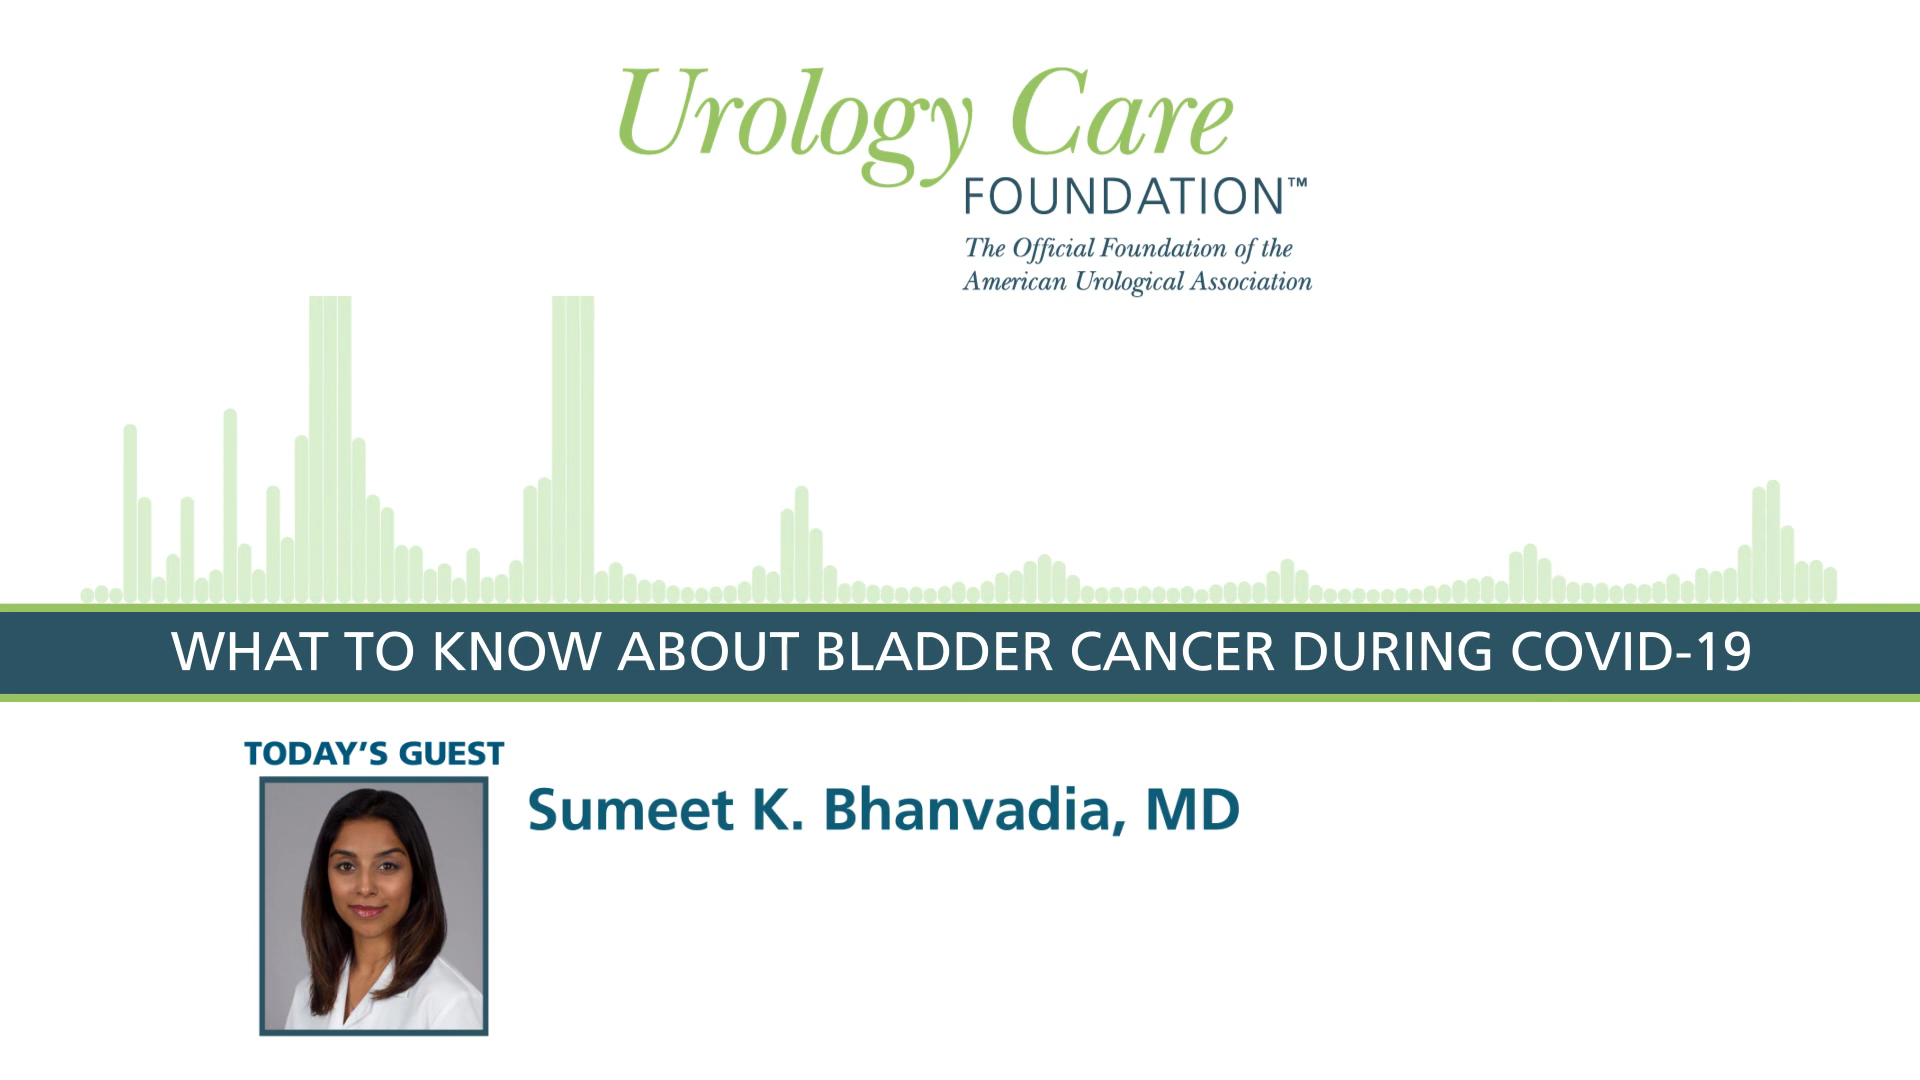 Urology Care
FOUNDATION™
The Official Foundation of the
American Urological Association
WHAT TO KNOW ABOUT BLADDER CANCER DURING COVID-19
TODAY’S GUEST
Sumeet K. Bhanvadia, MD